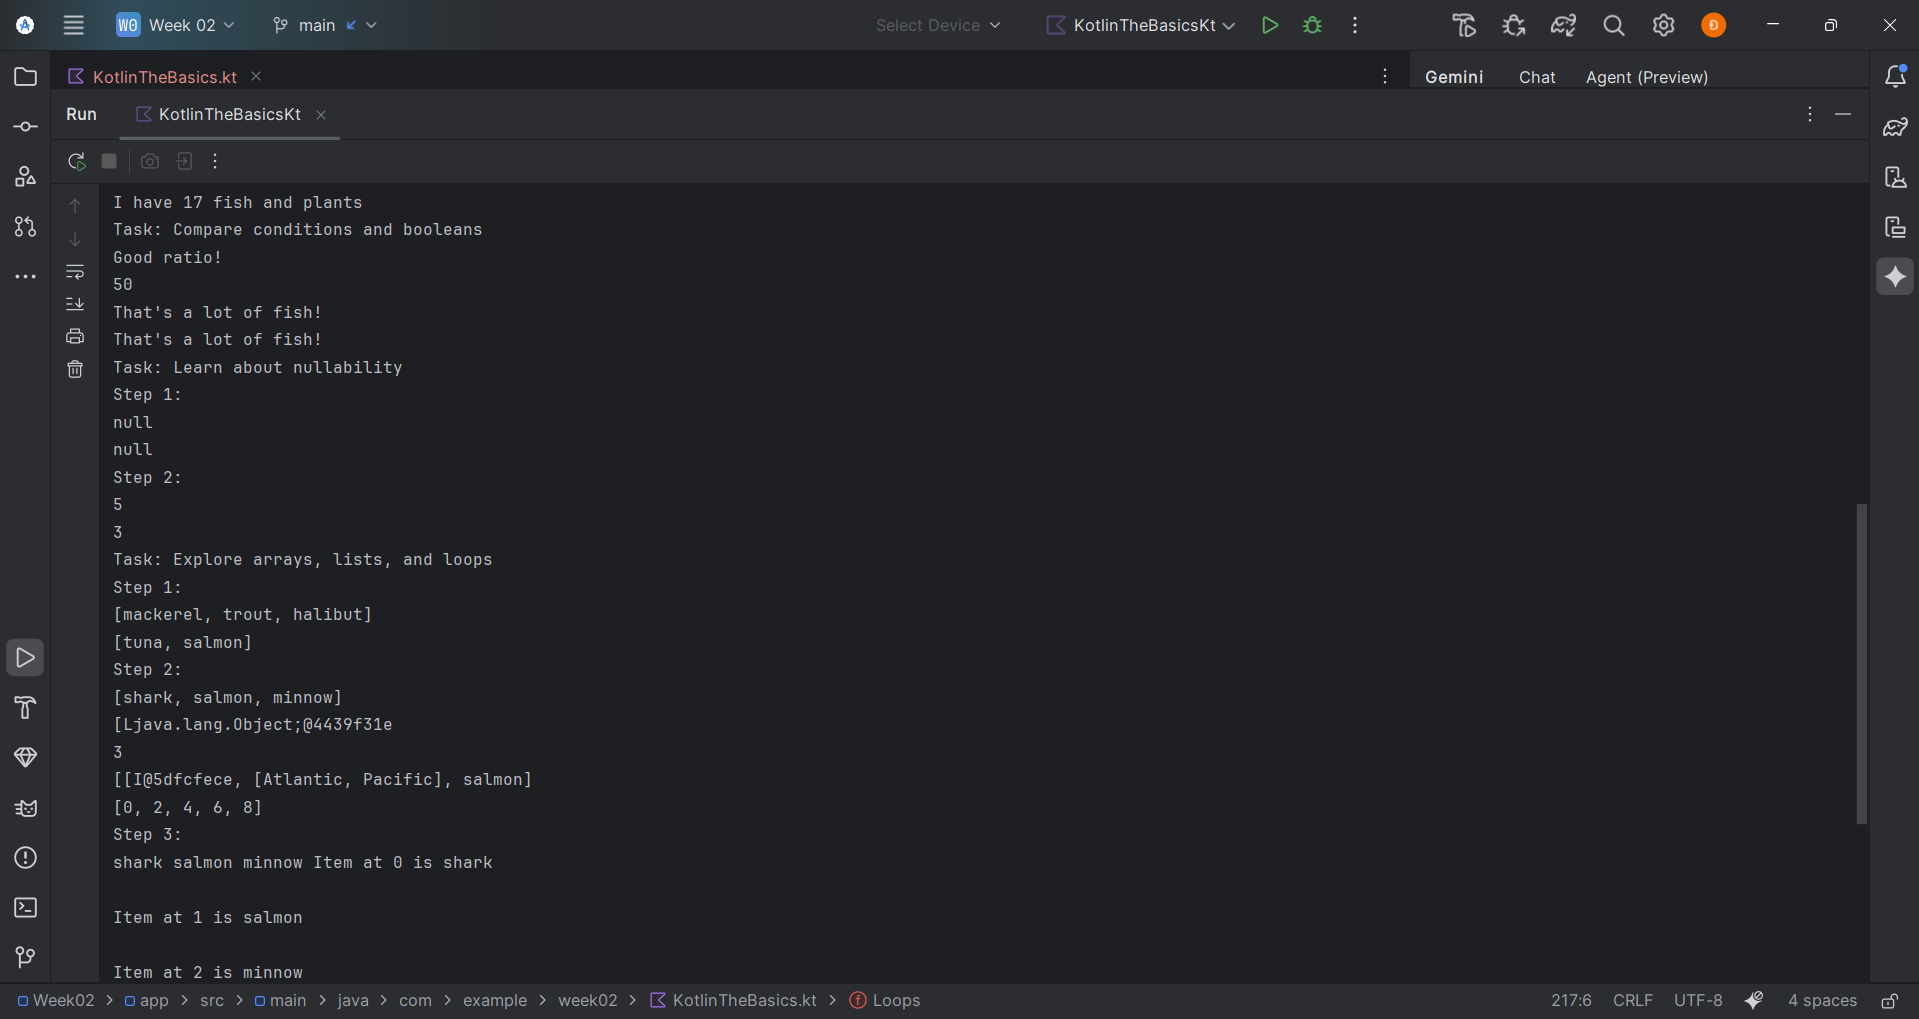 W0 Week 02 main Select Device KotlinTheBasicsKt Đ
KotlinTheBasics.kt Gemini Chat Agent (Preview)
Run KotlinTheBasicsKt
I have 17 fish and plants
Task: Compare conditions and booleans
Good ratio!
50
That's a lot of fish!
That's a lot of fish!
Task: Learn about nullability
Step 1:
null
null
Step 2:
5
3
Task: Explore arrays, lists, and loops
Step 1:
[mackerel, trout, halibut]
[tuna, salmon]
Step 2:
[shark, salmon, minnow]
[Ljava.lang.Object;@4439f31e
3
[[I@5dfcfece, [Atlantic, Pacific], salmon]
[0, 2, 4, 6, 8]
Step 3:
shark salmon minnow Item at 0 is shark
Item at 1 is salmon
Item at 2 is minnow
Week02 > app > src > main > java > com > example > week02 > KotlinTheBasics.kt > f Loops 217:6 CRLF UTF-8 4 spaces